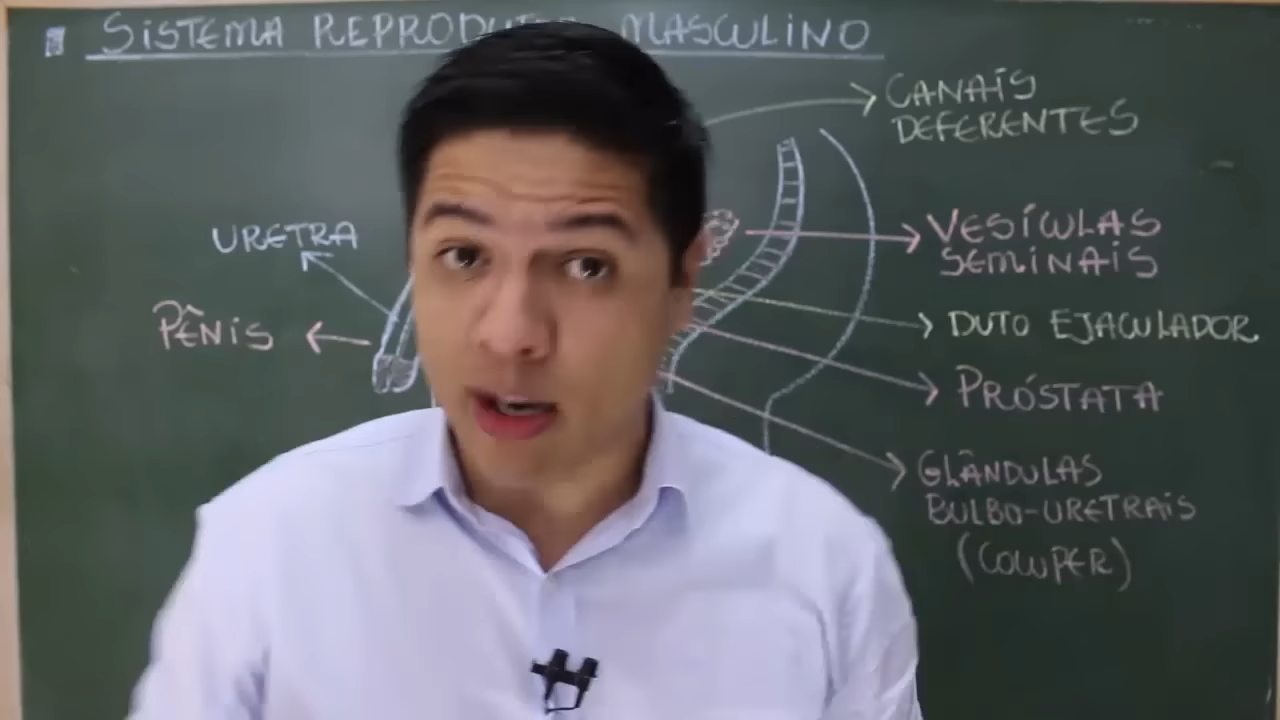 SISTEMA REPRODU MASCULINO
CANAIS
DEFERENTES
URETRA
VESÍCULAS
SEMINAIS
PÊNIS
DUTO EJACULADOR
PRÓSTATA
GLÂNDULAS
BULBO-URETRAIS
(COWPER)